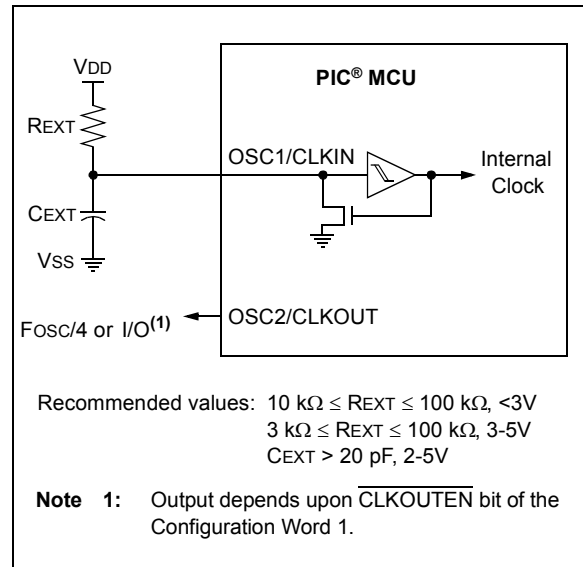 VDD
PIC® MCU
REXT
OSC1/CLKIN
Internal
Clock
CEXT
VSS
FOSC/4 or I/O(1)
OSC2/CLKOUT
Recommended values: 10 kΩ ≤ REXT ≤ 100 kΩ, <3V
3 kΩ ≤ REXT ≤ 100 kΩ, 3-5V
CEXT > 20 pF, 2-5V
Note 1: Output depends upon CLKOUTEN bit of the
Configuration Word 1.